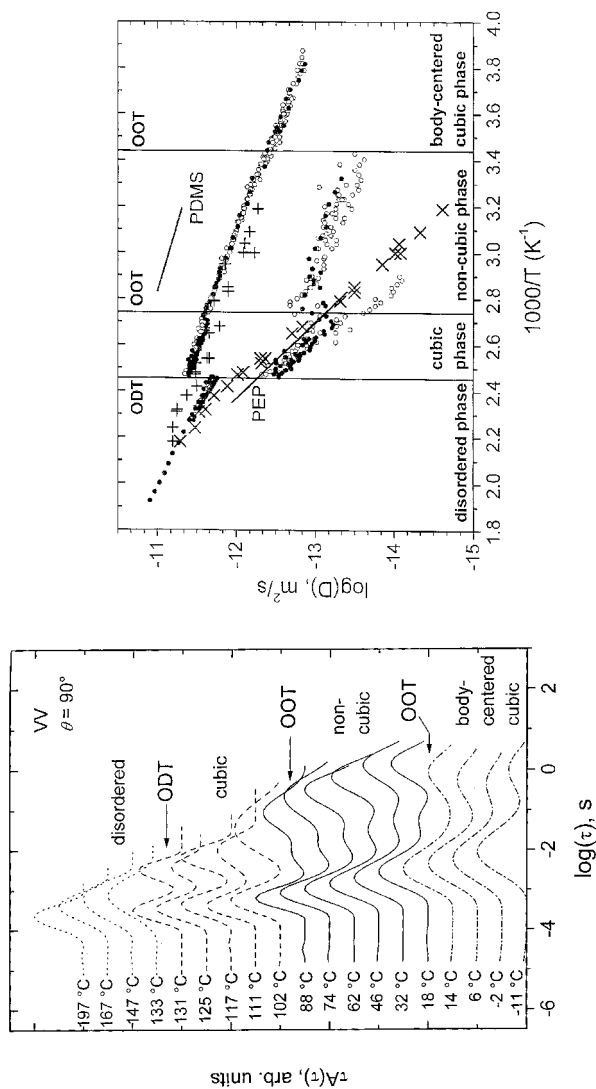 τA(τ), arb. units
VV
θ = 90°
disordered
ODT
cubic
OOT
non-
cubic
OOT
body-
centered
cubic
197 °C
167 °C
147 °C
133 °C
131 °C
125 °C
117 °C
111 °C
102 °C
88 °C
74 °C
62 °C
46 °C
32 °C
18 °C
14 °C
6 °C
-2 °C
-11 °C
-6 -4 -2 0 2
log(τ), s
log(D), m²/s
-11
-12
-13
-14
-15
ODT
OOT
OOT
PDMS
PEP
disordered phase
cubic
phase
non-cubic phase
body-centered
cubic phase
1.8 2.0 2.2 2.4 2.6 2.8 3.0 3.2 3.4 3.6 3.8 4.0
1000/T (K⁻¹)